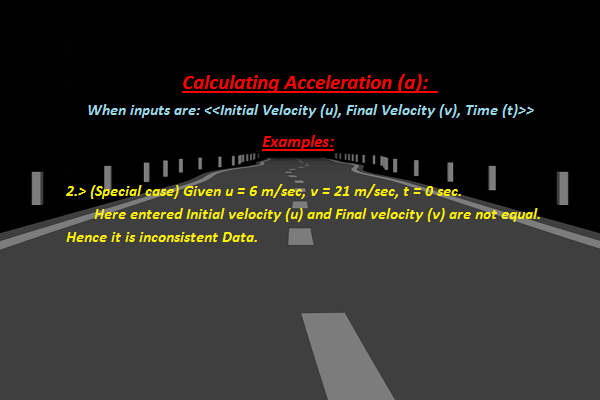 Calculating Acceleration (a):
When inputs are: <<Initial Velocity (u), Final Velocity (v), Time (t)>>
Examples:
2.> (Special case) Given u = 6 m/sec, v = 21 m/sec, t = 0 sec.
Here entered Initial velocity (u) and Final velocity (v) are not equal.
Hence it is inconsistent Data.